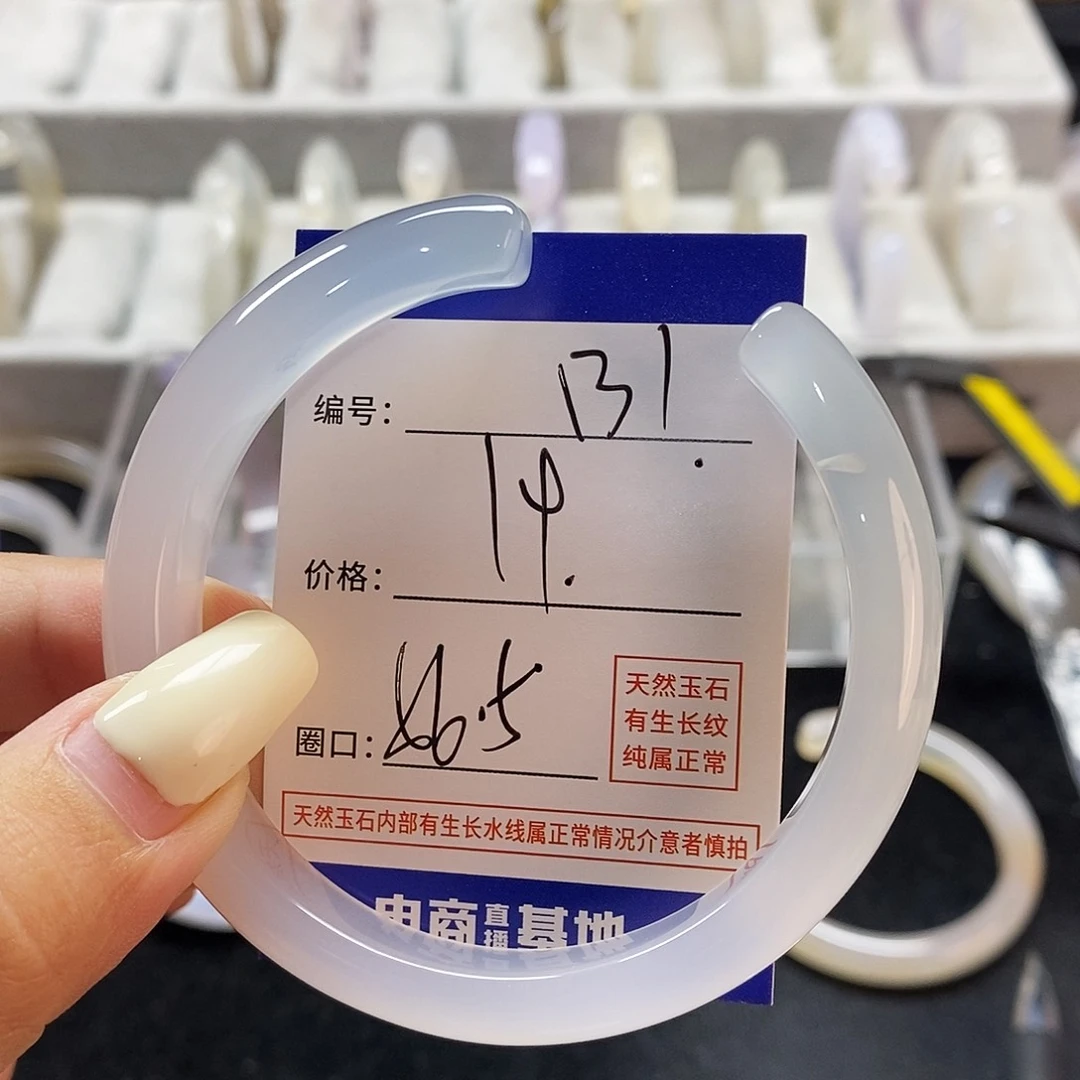 编号： B1
价格： 14.
圈口： 56.5
天然玉石
有生长纹
纯属正常
天然玉石内部有生长水线属正常情况介意者慎拍
电商直播基地